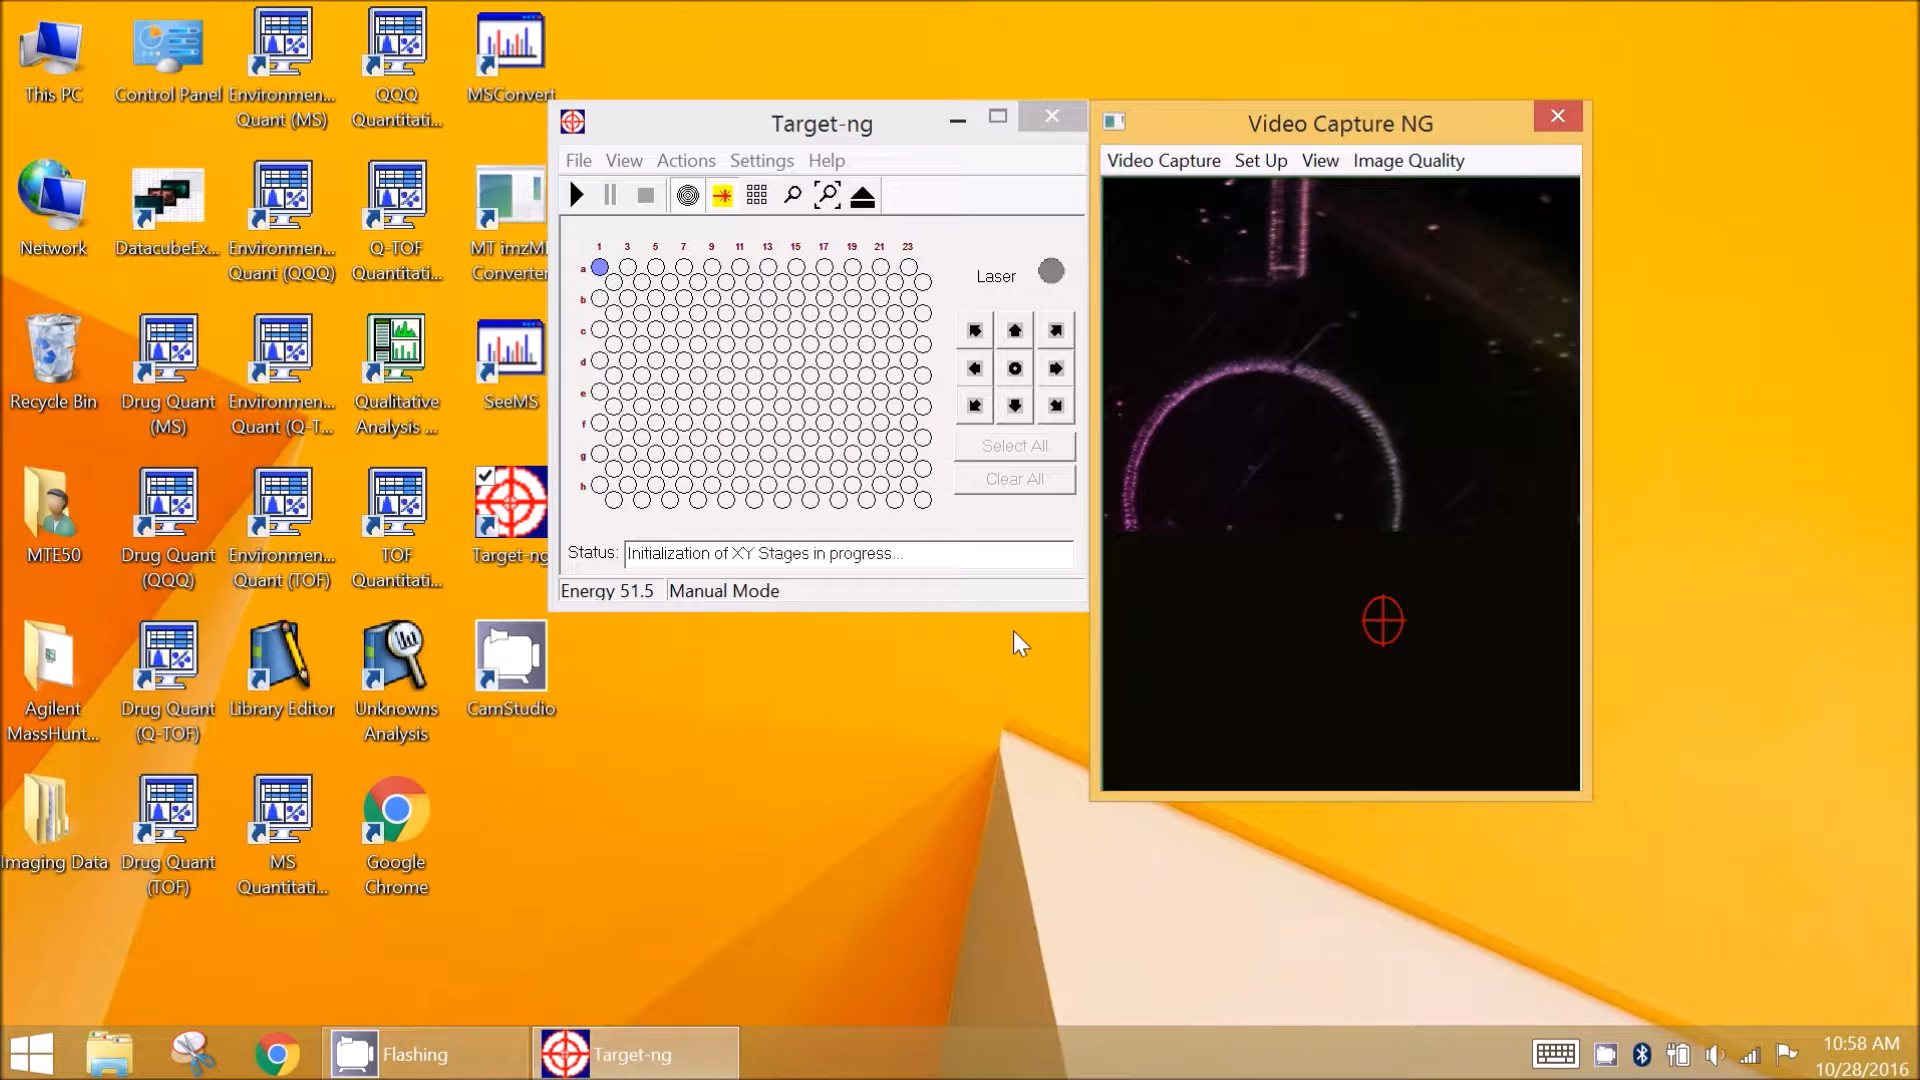 This PC
Control Panel
Environmen...
Quant (MS)
QQQ
Quantitati...
MSConvert
Network
DatacubeEx...
Environmen...
Quant (QQQ)
Q-TOF
Quantitati...
MT imzML
Converter
Recycle Bin
Drug Quant
(MS)
Environmen...
Quant (Q-T...
Qualitative
Analysis ...
SeeMS
MTE50
Drug Quant
(QQQ)
Environmen...
Quant (TOF)
TOF
Quantitati...
Target-ng
Agilent
MassHunt...
Drug Quant
(Q-TOF)
Library Editor
Unknowns
Analysis
CamStudio
Imaging Data
Drug Quant
(TOF)
MS
Quantitati...
Google
Chrome
Target-ng
File View Actions Settings Help
1 3 5 7 9 11 13 15 17 19 21 23
a
b
c
d
e
f
g
h
Laser
Select All
Clear All
Status: Initialization of XY Stages in progress...
Energy 51.5 Manual Mode
Video Capture NG
Video Capture Set Up View Image Quality
Flashing
Target-ng
10:58 AM
10/28/2016